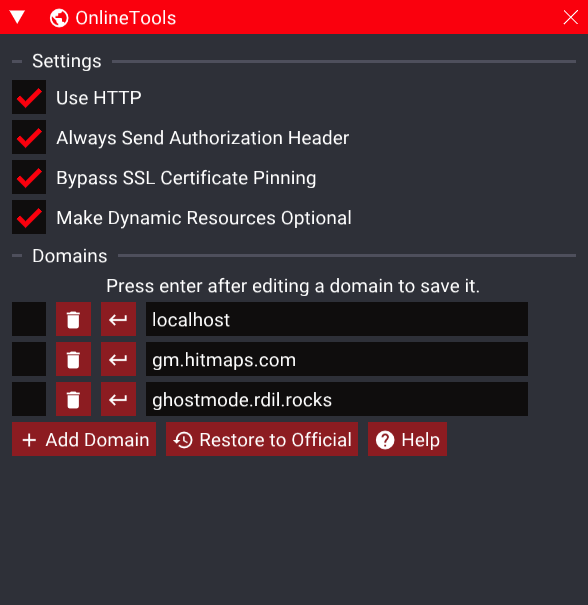 OnlineTools
Settings
Use HTTP
Always Send Authorization Header
Bypass SSL Certificate Pinning
Make Dynamic Resources Optional
Domains
Press enter after editing a domain to save it.
localhost
gm.hitmaps.com
ghostmode.rdil.rocks
Add Domain Restore to Official Help